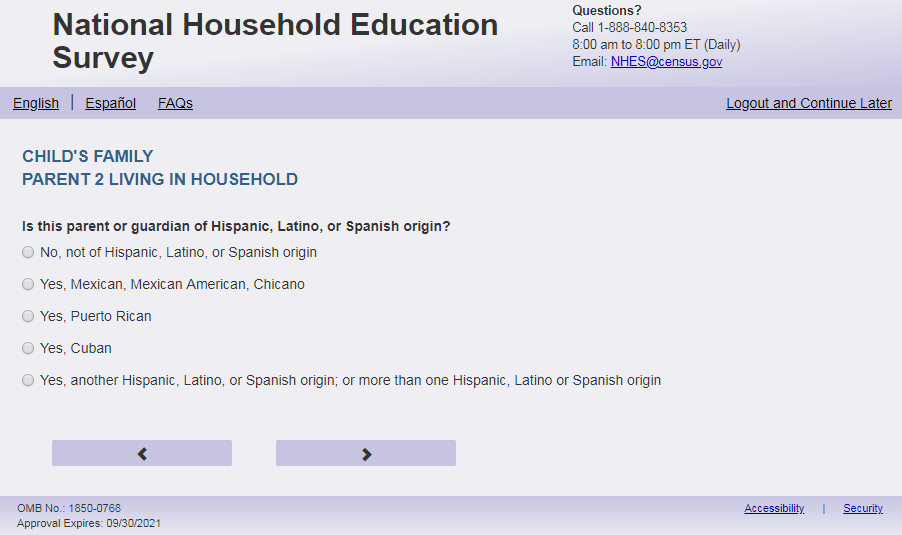 National Household Education
Survey
Questions?
Call 1-888-840-8353
8:00 am to 8:00 pm ET (Daily)
Email: NHES@census.gov
English | Español FAQs
Logout and Continue Later
CHILD'S FAMILY
PARENT 2 LIVING IN HOUSEHOLD
Is this parent or guardian of Hispanic, Latino, or Spanish origin?
No, not of Hispanic, Latino, or Spanish origin
Yes, Mexican, Mexican American, Chicano
Yes, Puerto Rican
Yes, Cuban
Yes, another Hispanic, Latino, or Spanish origin; or more than one Hispanic, Latino or Spanish origin
OMB No.: 1850-0768
Approval Expires: 09/30/2021
Accessibility | Security